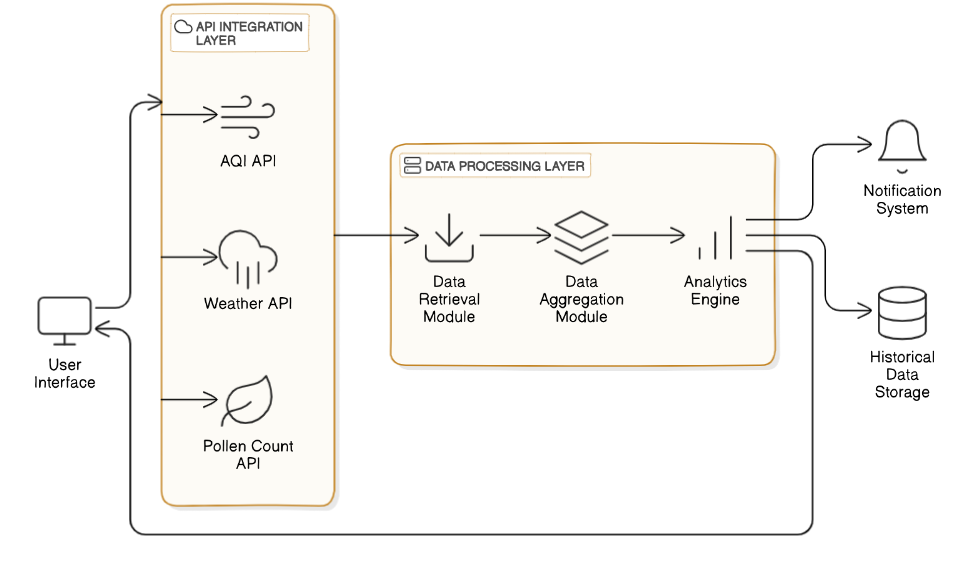 API INTEGRATION
LAYER
AQI API
Weather API
Pollen Count
API
User
Interface
DATA PROCESSING LAYER
Data
Retrieval
Module
Data
Aggregation
Module
Analytics
Engine
Notification
System
Historical
Data
Storage